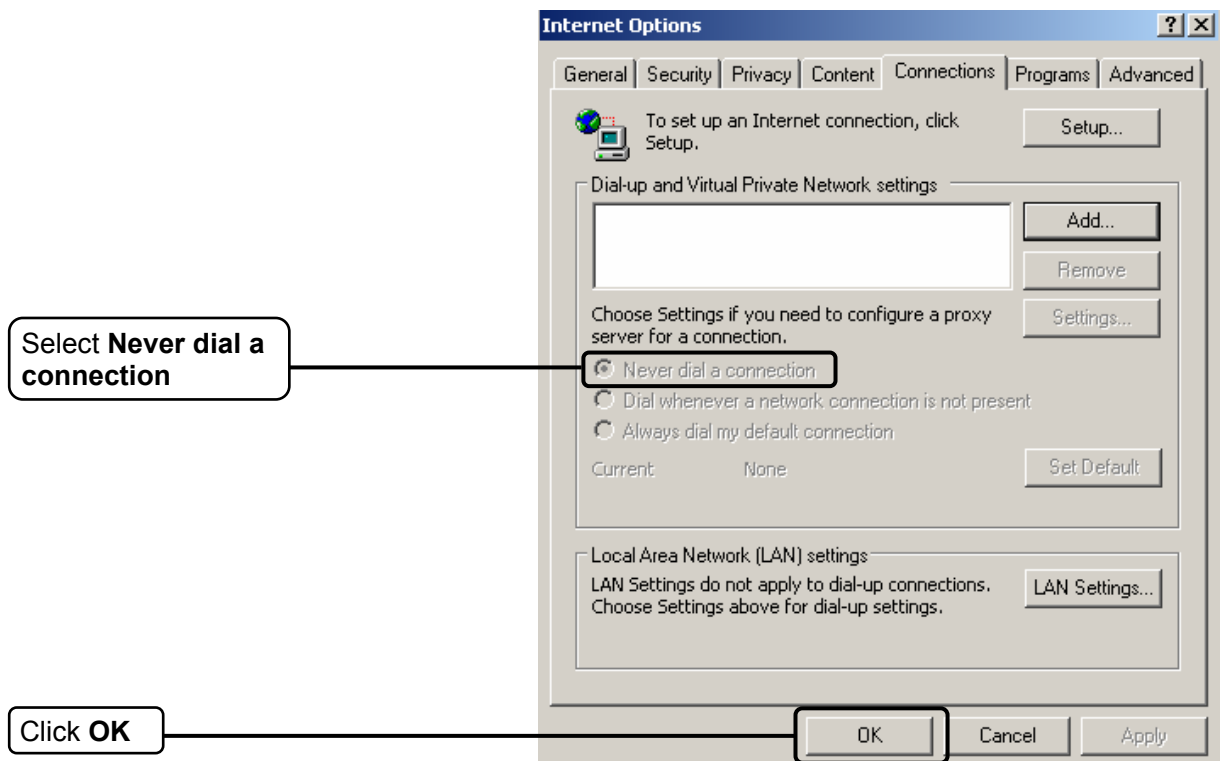 Internet Options
General Security Privacy Content Connections Programs Advanced
To set up an Internet connection, click
Setup.
Setup...
Dial-up and Virtual Private Network settings
Add...
Remove
Choose Settings if you need to configure a proxy
server for a connection.
Settings...
Select Never dial a
connection
Never dial a connection
Dial whenever a network connection is not present
Always dial my default connection
Current None
Set Default
Local Area Network (LAN) settings
LAN Settings do not apply to dial-up connections.
Choose Settings above for dial-up settings.
LAN Settings...
Click OK
OK Cancel Apply